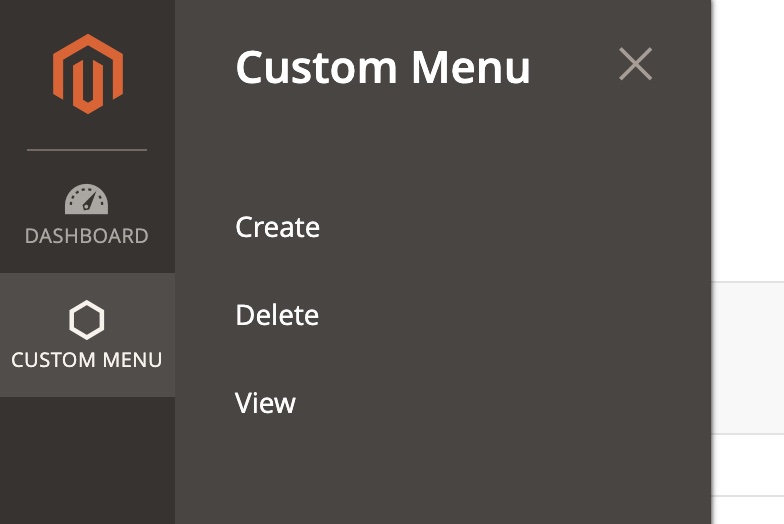 Custom Menu
DASHBOARD
CUSTOM MENU
Create
Delete
View